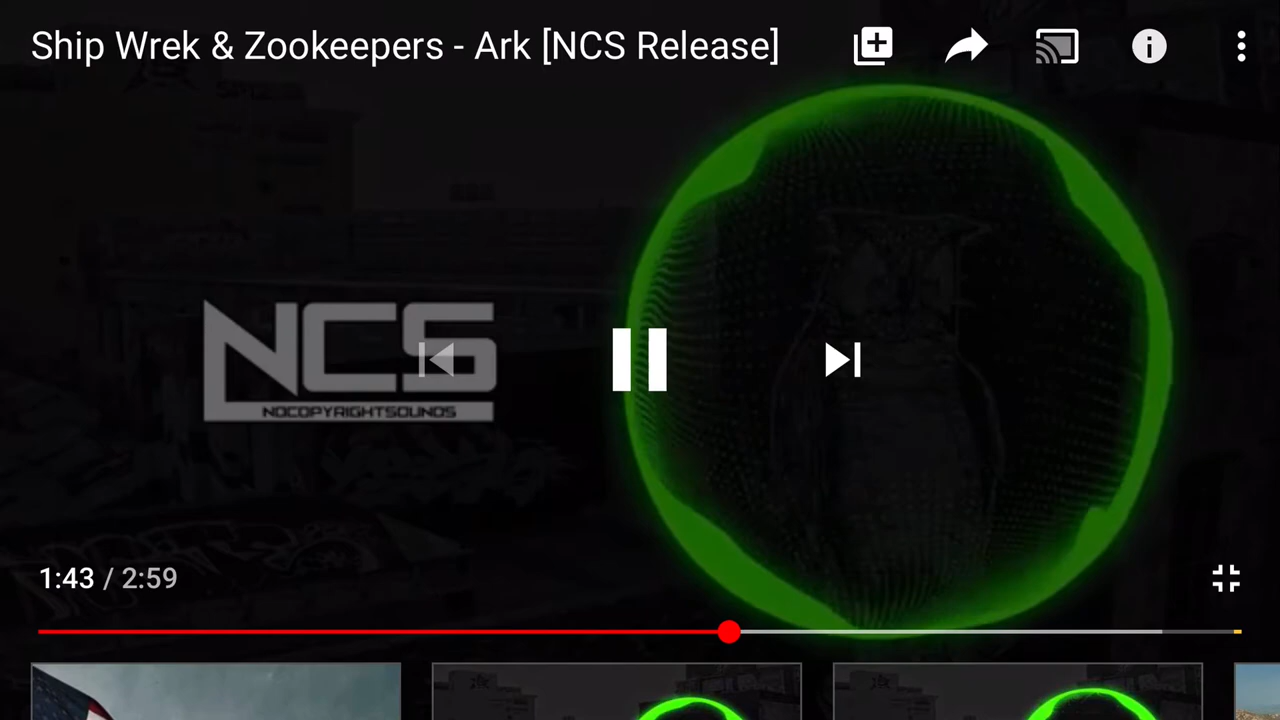 Ship Wrek & Zookeepers - Ark [NCS Release]
NCS
NOCOPYRIGHTSOUNDS
1:43 / 2:59